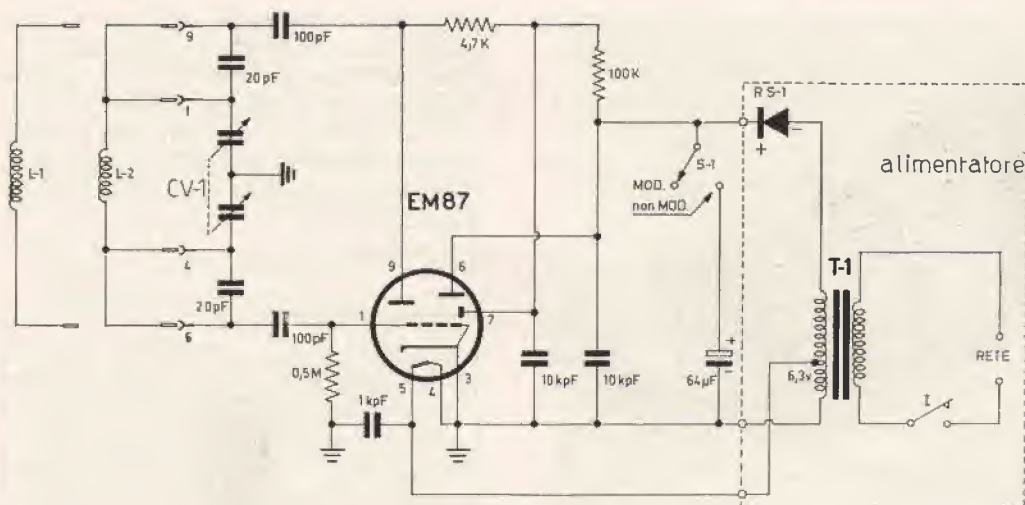 9
100pF
4,7K
100K
20pF
1
R S-1
-
+
alimentatore
L-1
L-2
CV-1
S-1
MOD.
non MOD.
EM87
9
6
T-1
4
20pF
1
7
6
100pF
0,5M
5
4
3
10kpF
10kpF
+
-
64µF
6,3v
RETE
1kpF
I